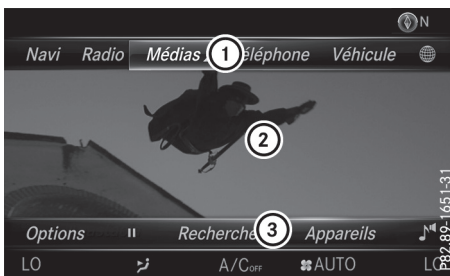 N
Navi Radio Médias 1 éléphone Véhicule
2
Options Recherche 3 Appareils
LO A/C OFF AUTO LO
P82.89-1651-31